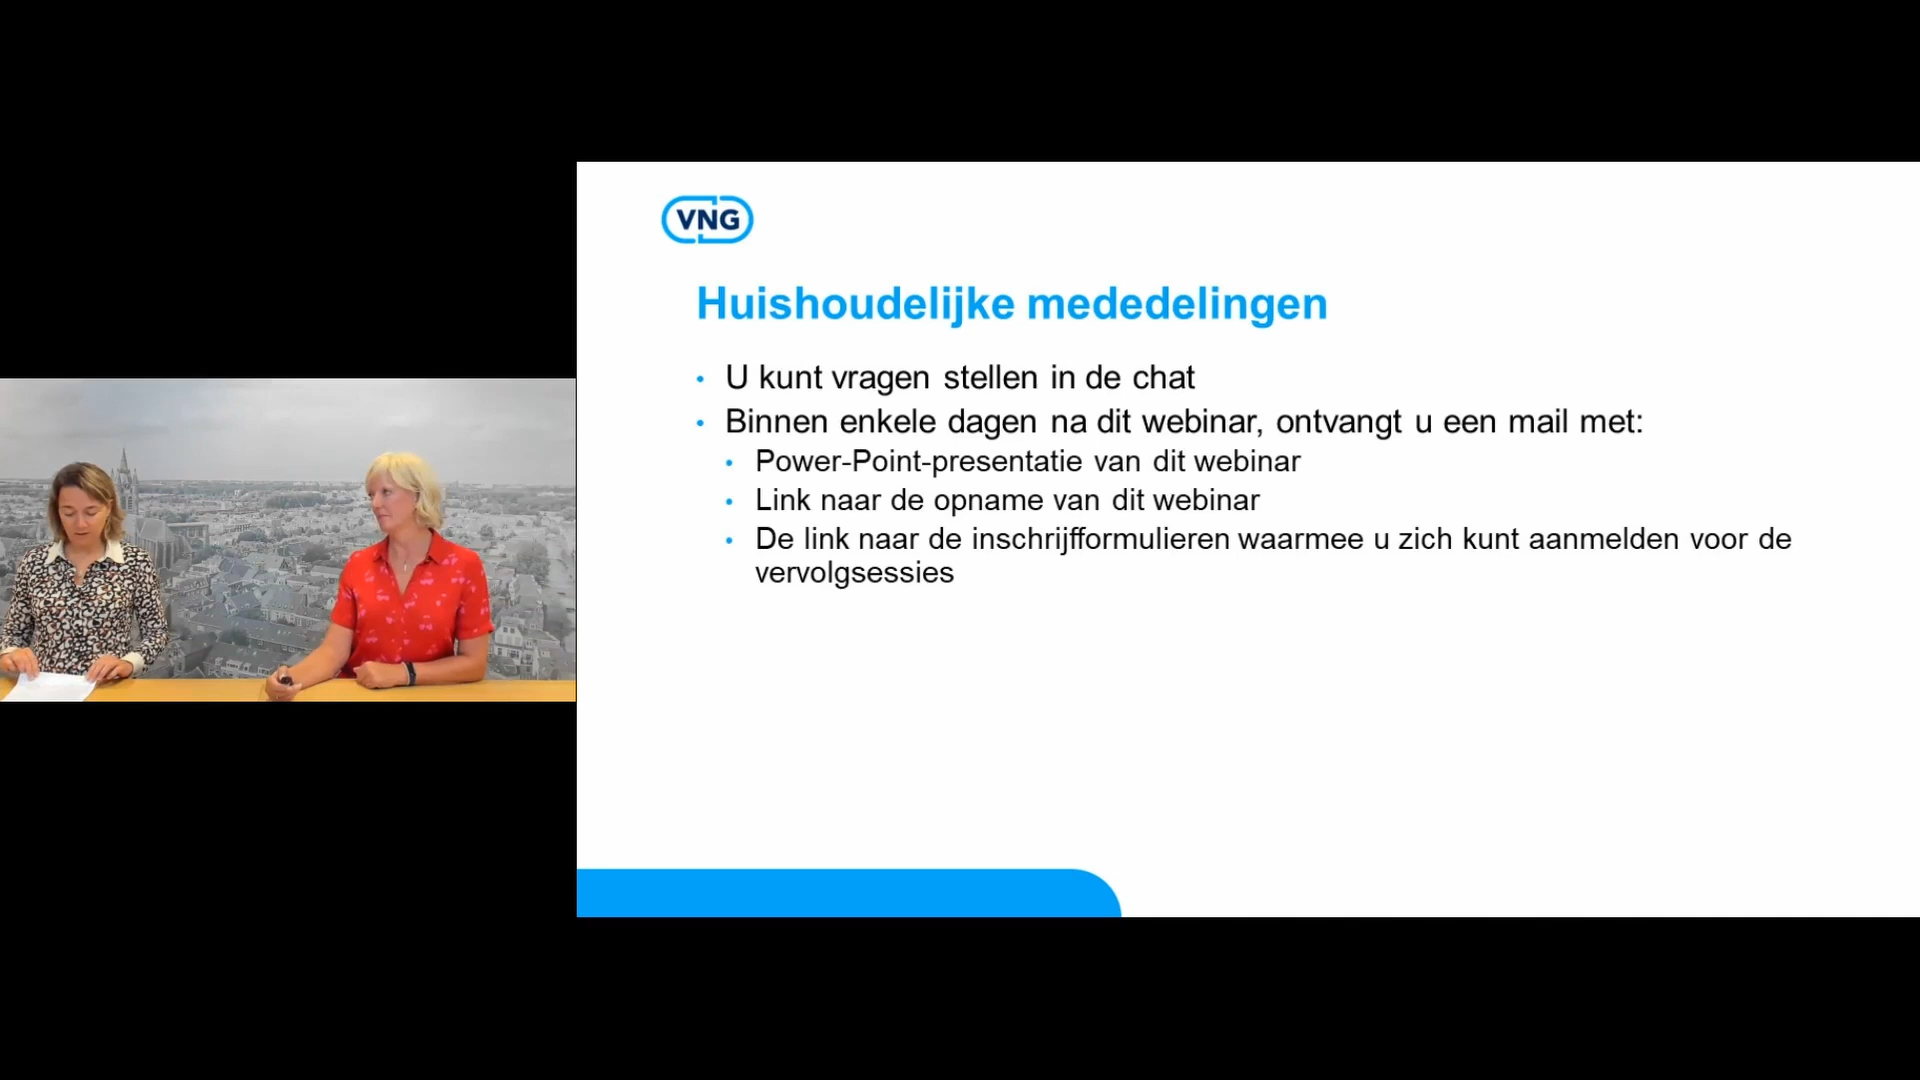 VNG
Huishoudelijke mededelingen
• U kunt vragen stellen in de chat
• Binnen enkele dagen na dit webinar, ontvangt u een mail met:
• Power-Point-presentatie van dit webinar
• Link naar de opname van dit webinar
• De link naar de inschrijfformulieren waarmee u zich kunt aanmelden voor de
vervolgsessies